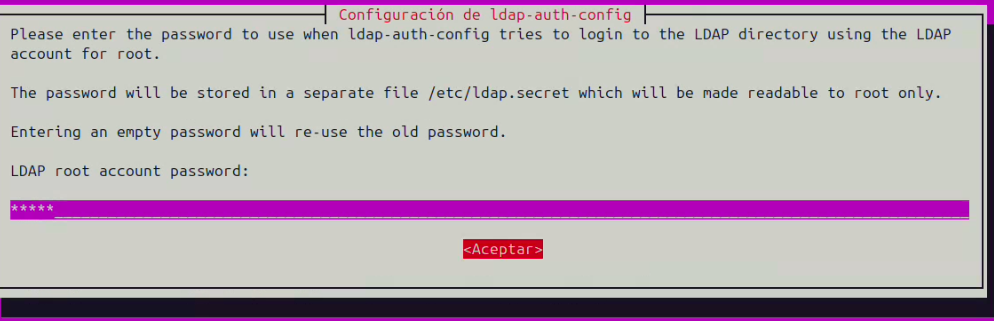 Configuración de ldap-auth-config
Please enter the password to use when ldap-auth-config tries to login to the LDAP directory using the LDAP
account for root.
The password will be stored in a separate file /etc/ldap.secret which will be made readable to root only.
Entering an empty password will re-use the old password.
LDAP root account password:
*****
<Aceptar>